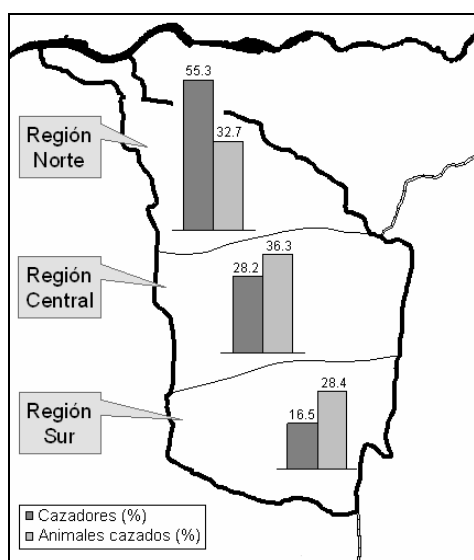 55.3
32.7
Región
Norte
36.3
28.2
Región
Central
28.4
16.5
Región
Sur
Cazadores (%)
Animales cazados (%)